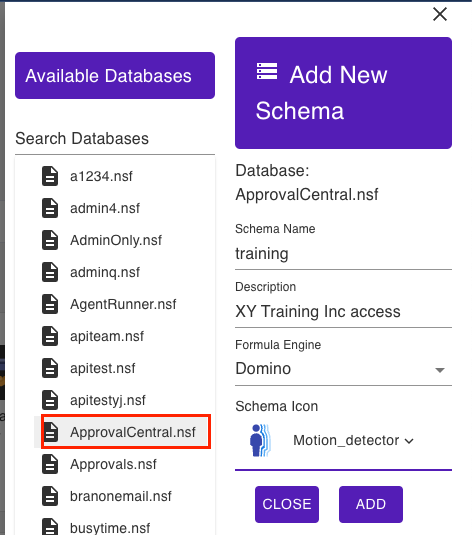 Available Databases
Search Databases
a1234.nsf
admin4.nsf
AdminOnly.nsf
adminq.nsf
AgentRunner.nsf
apiteam.nsf
apitest.nsf
apitestyj.nsf
ApprovalCentral.nsf
Approvals.nsf
branonemail.nsf
busytime.nsf
Add New
Schema
Database:
ApprovalCentral.nsf
Schema Name
training
Description
XY Training Inc access
Formula Engine
Domino
Schema Icon
Motion_detector
CLOSE
ADD